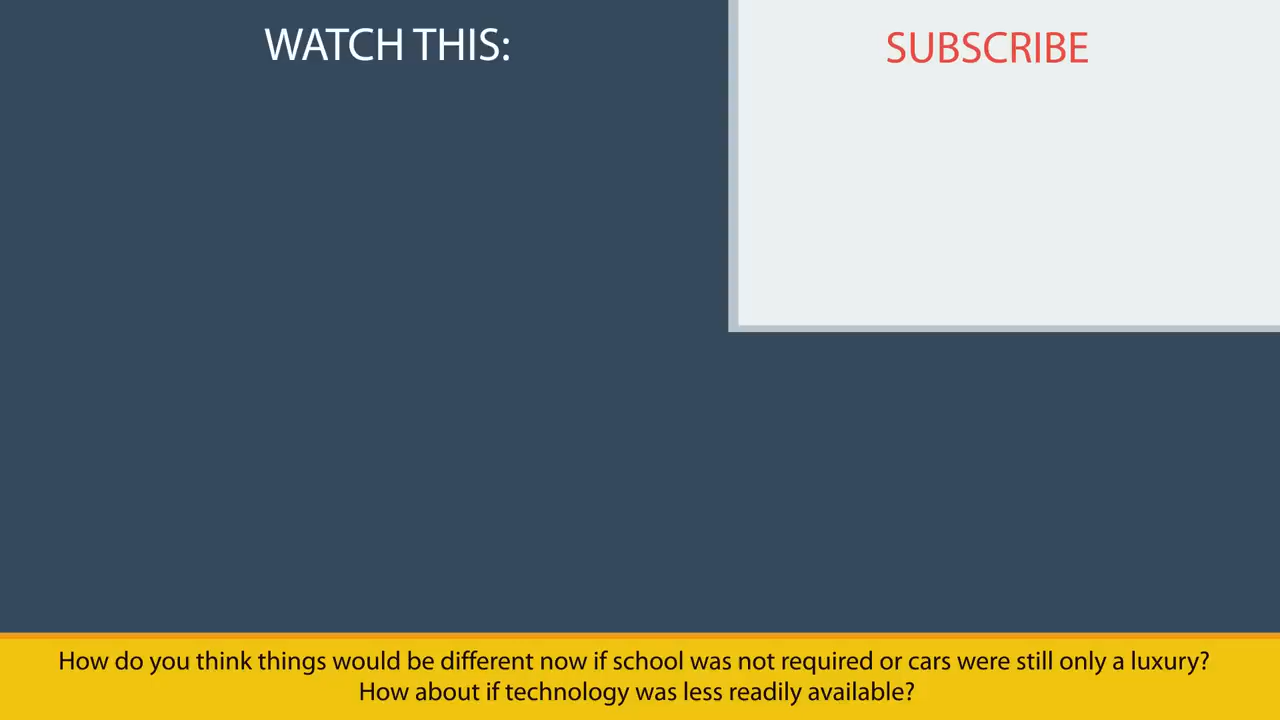 WATCH THIS:
SUBSCRIBE
How do you think things would be different now if school was not required or cars were still only a luxury?
How about if technology was less readily available?